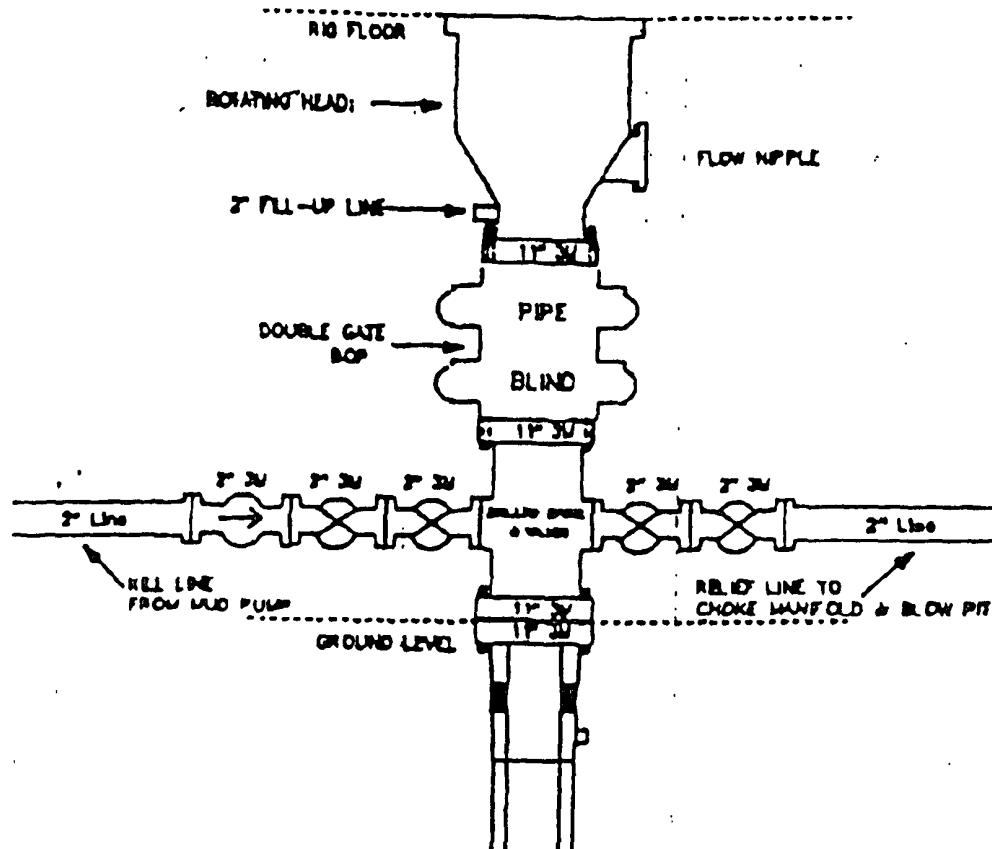 RIG FLOOR
ROTATING HEAD
FLOW NIPPLE
2" FILL-UP LINE
11" 3M
PIPE
DOUBLE GATE
BOP
BLIND
11" 3M
2" 3M
2" 3M
2" 3M
2" 3M
2" 3M
2" Line
& VALVES
2" Line
KILL LINE
FROM MUD PUMP
RELIEF LINE TO
CHOKE MANIFOLD & BLOW PIT
11" 3M
11" 3M
GROUND LEVEL